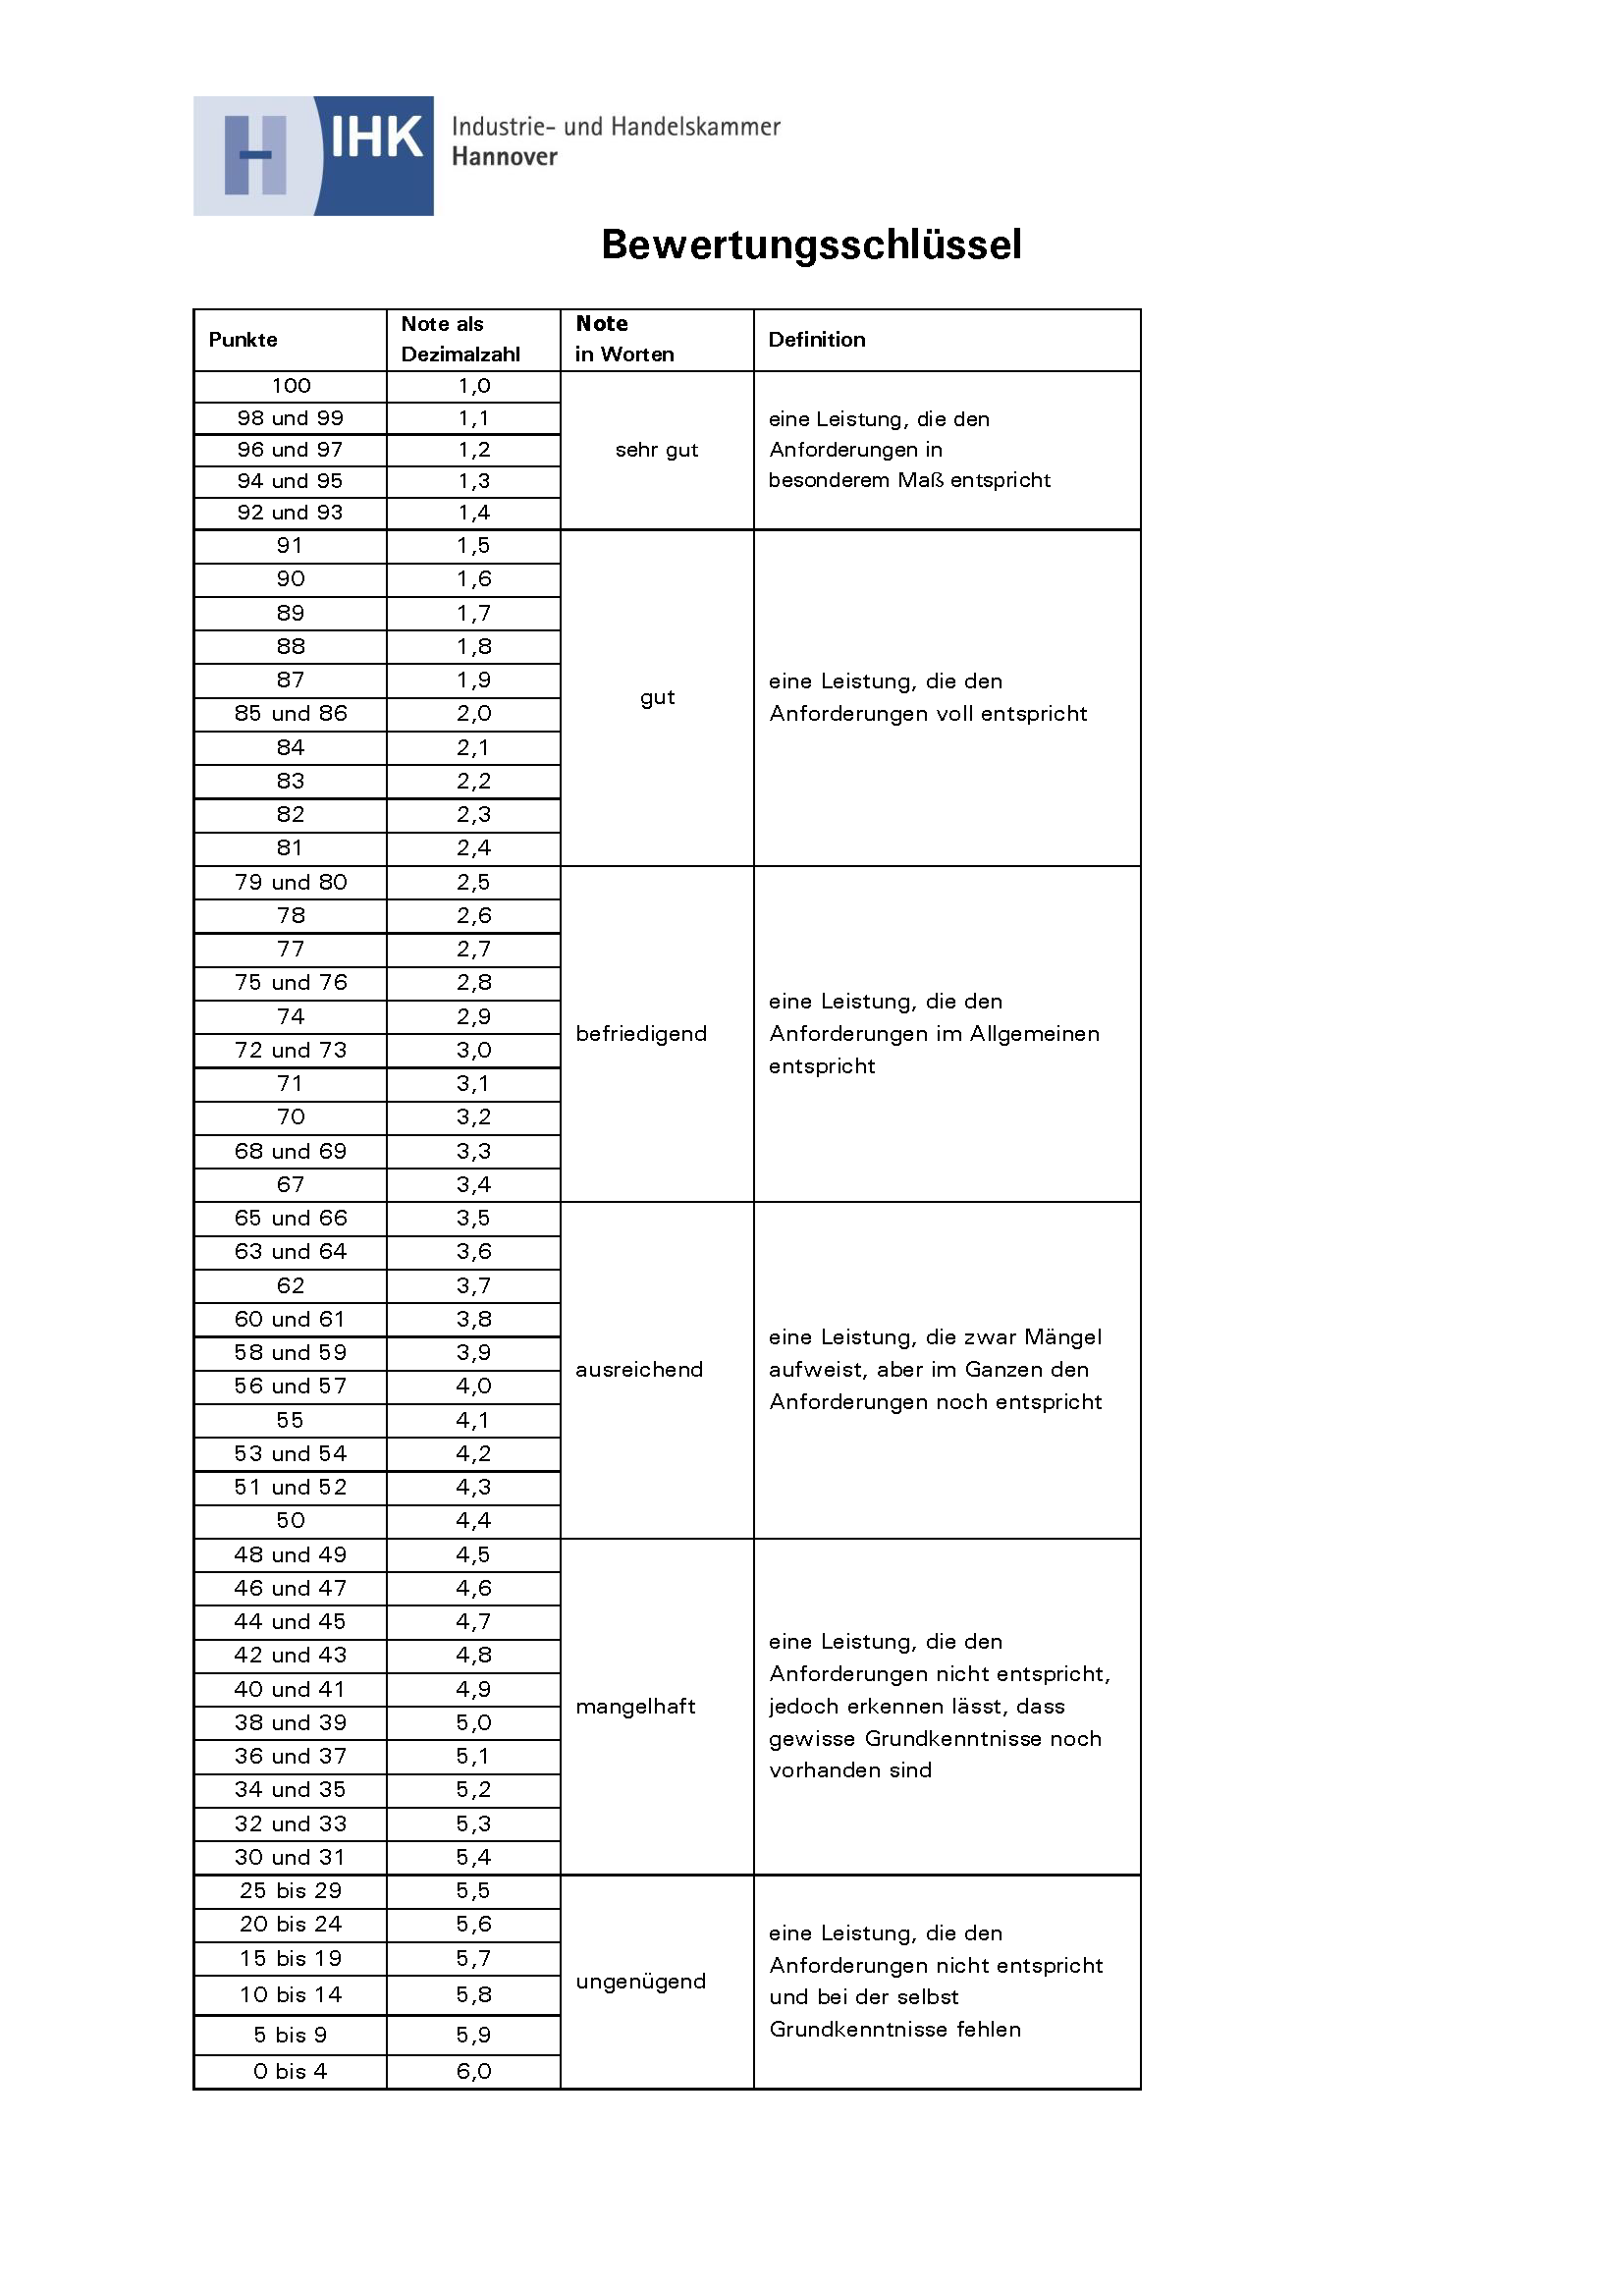 IHK
Industrie- und Handelskammer
Hannover
Bewertungsschlüssel
Punkte Note als Dezimalzahl Note in Worten Definition
100 1,0
98 und 99 1,1
96 und 97 1,2
94 und 95 1,3
92 und 93 1,4
sehr gut
eine Leistung, die den
Anforderungen in
besonderem Maß entspricht
91 1,5
90 1,6
89 1,7
88 1,8
87 1,9
85 und 86 2,0
84 2,1
83 2,2
82 2,3
81 2,4
gut
eine Leistung, die den
Anforderungen voll entspricht
79 und 80 2,5
78 2,6
77 2,7
75 und 76 2,8
74 2,9
72 und 73 3,0
71 3,1
70 3,2
68 und 69 3,3
67 3,4
befriedigend
eine Leistung, die den
Anforderungen im Allgemeinen
entspricht
65 und 66 3,5
63 und 64 3,6
62 3,7
60 und 61 3,8
58 und 59 3,9
56 und 57 4,0
55 4,1
53 und 54 4,2
51 und 52 4,3
50 4,4
ausreichend
eine Leistung, die zwar Mängel
aufweist, aber im Ganzen den
Anforderungen noch entspricht
48 und 49 4,5
46 und 47 4,6
44 und 45 4,7
42 und 43 4,8
40 und 41 4,9
38 und 39 5,0
36 und 37 5,1
34 und 35 5,2
32 und 33 5,3
30 und 31 5,4
mangelhaft
eine Leistung, die den
Anforderungen nicht entspricht,
jedoch erkennen lässt, dass
gewisse Grundkenntnisse noch
vorhanden sind
25 bis 29 5,5
20 bis 24 5,6
15 bis 19 5,7
10 bis 14 5,8
5 bis 9 5,9
0 bis 4 6,0
ungenügend
eine Leistung, die den
Anforderungen nicht entspricht
und bei der selbst
Grundkenntnisse fehlen